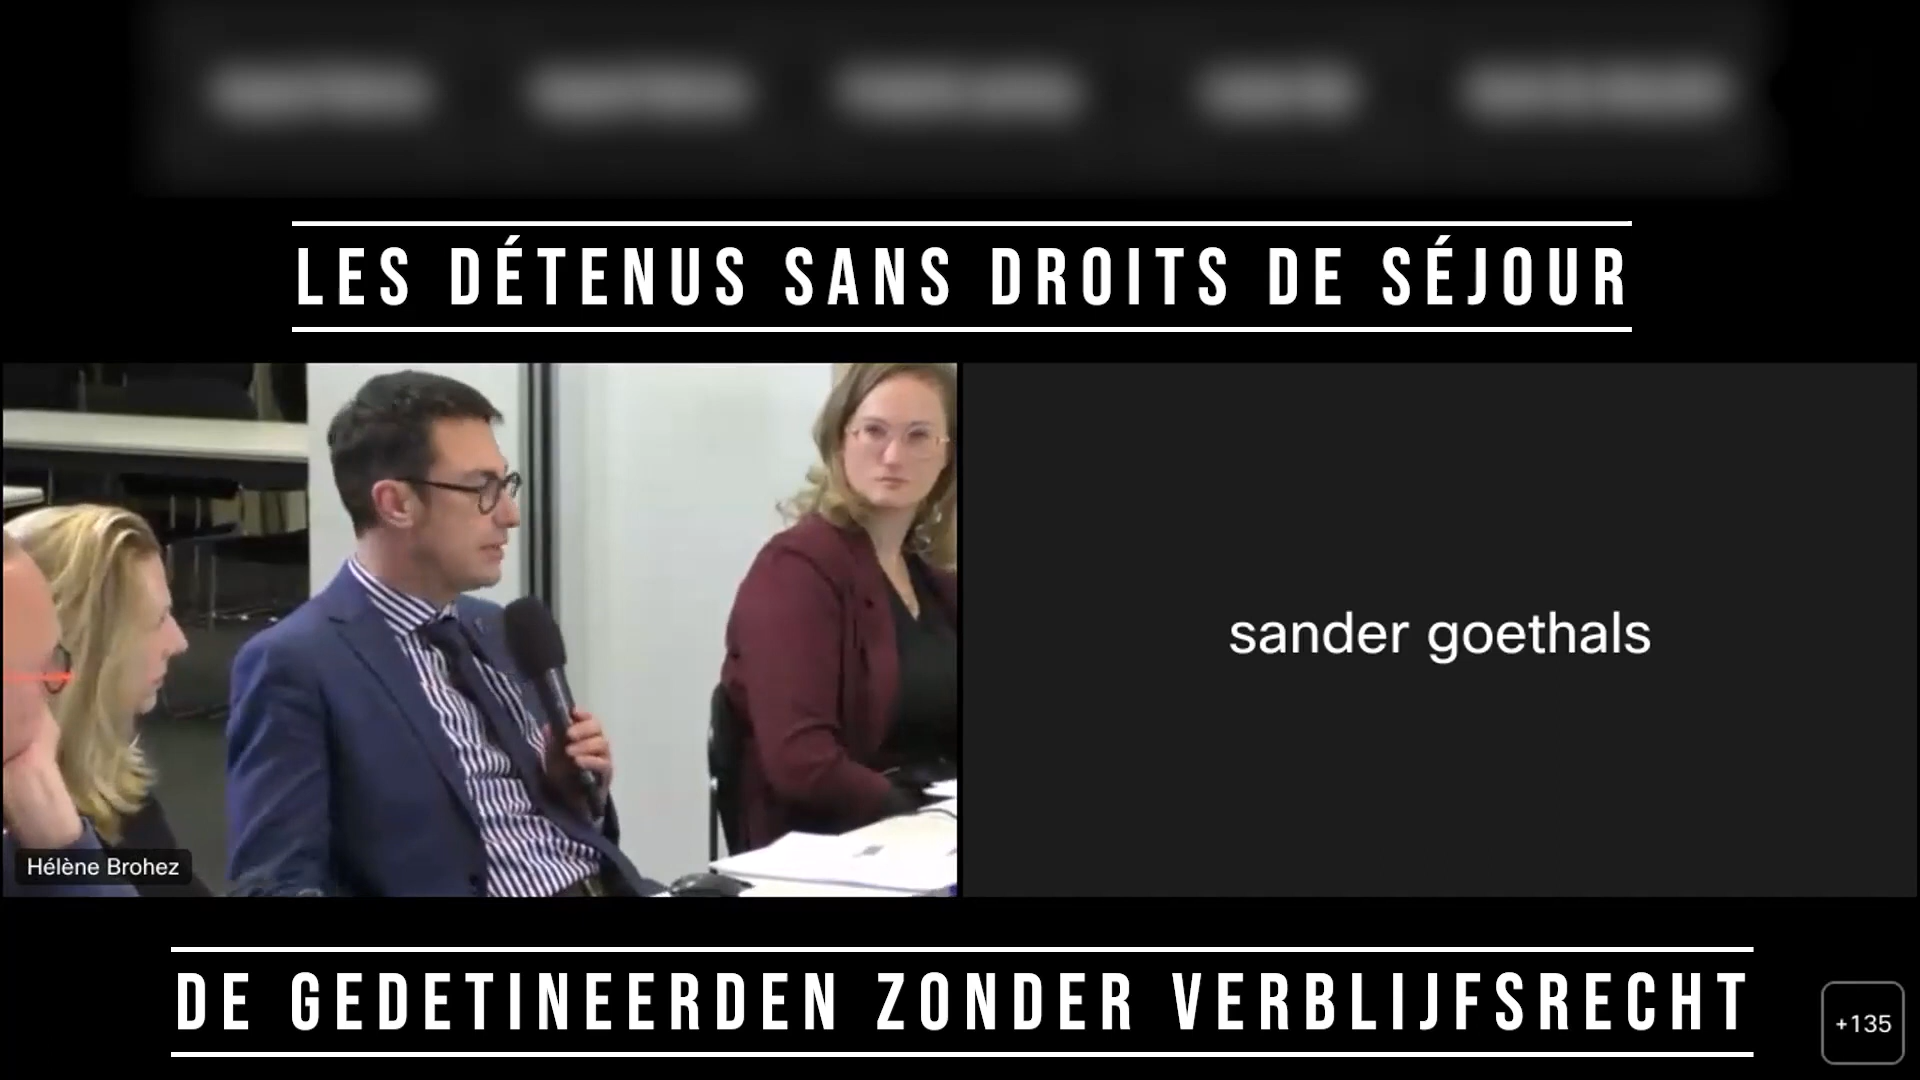 LES DÉTENUS SANS DROITS DE SÉJOUR
sander goethals
Hélène Brohez
DE GEDETINEERDEN ZONDER VERBLIJFSRECHT
+135